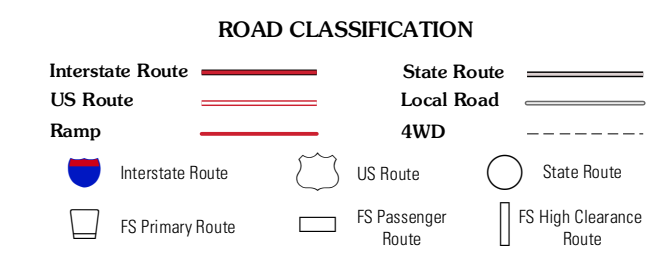 ROAD CLASSIFICATION
Interstate Route State Route
US Route Local Road
Ramp 4WD
Interstate Route US Route State Route
FS Primary Route FS Passenger Route FS High Clearance Route